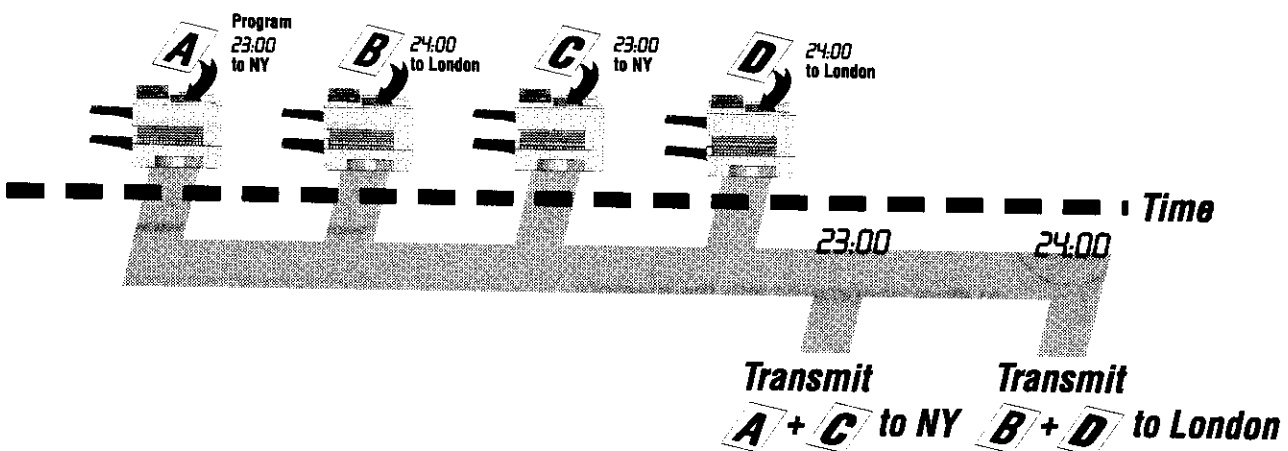 A
Program
23:00
to NY
B
24:00
to London
C
23:00
to NY
D
24:00
to London
Time
23:00
24:00
Transmit
A + C to NY
Transmit
B + D to London